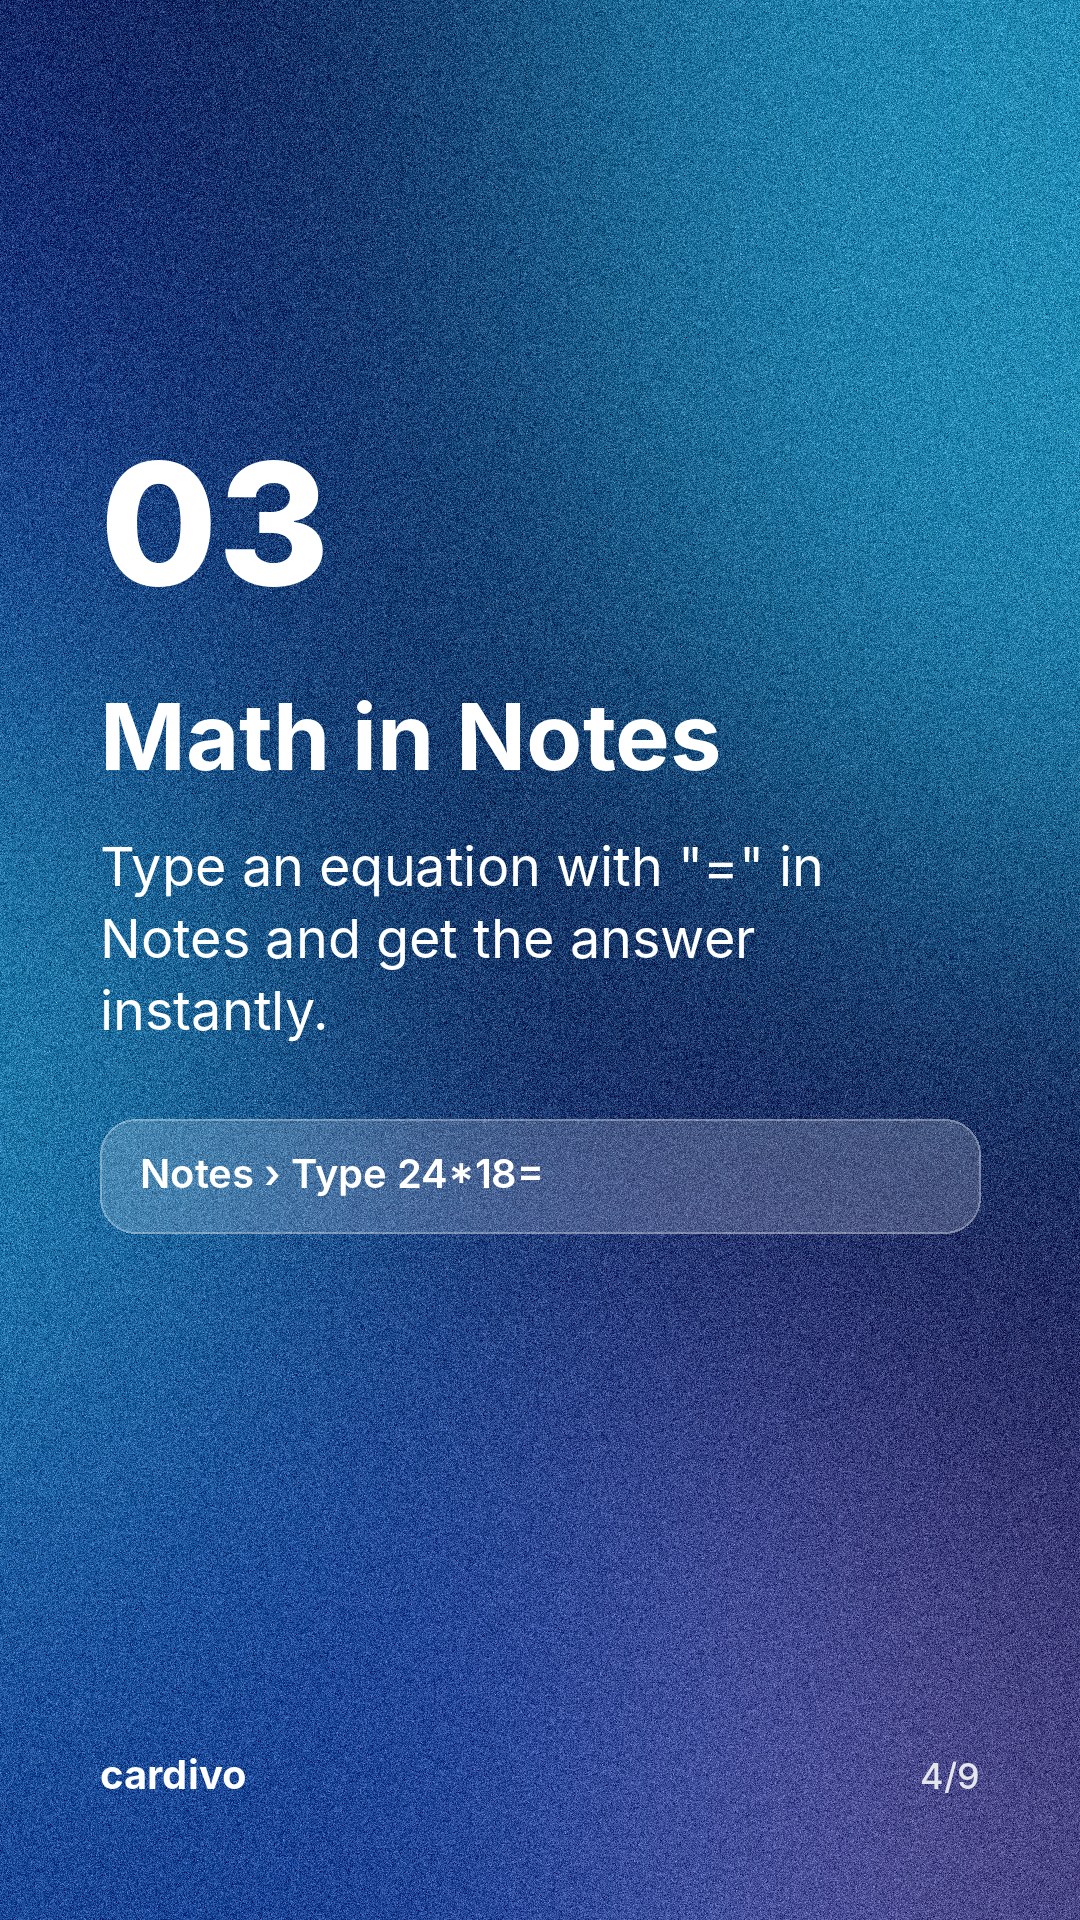 03
Math in Notes
Type an equation with "=" in
Notes and get the answer
instantly.
Notes › Type 24*18=
cardivo
4/9